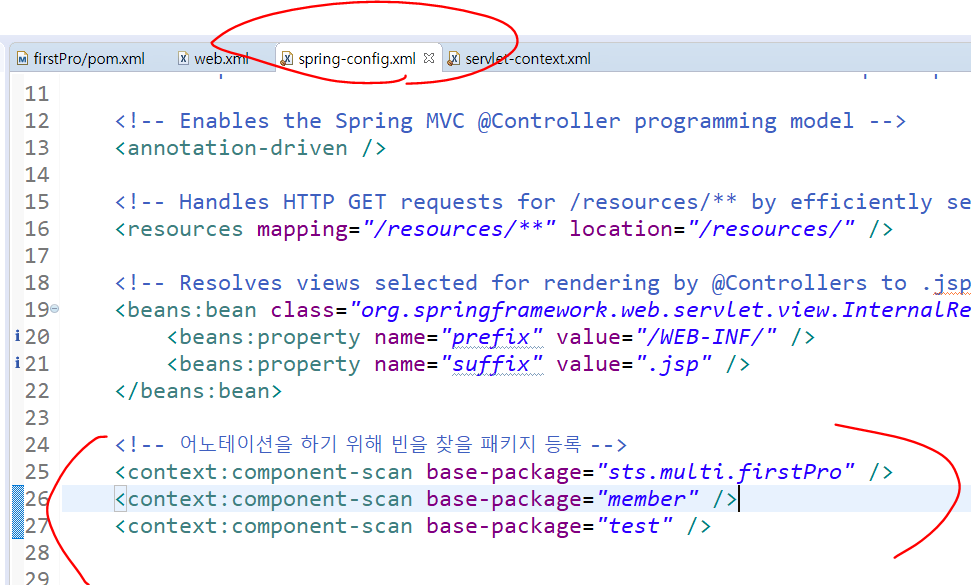 firstPro/pom.xml web.xml spring-config.xml servlet-context.xml
11
12 <!-- Enables the Spring MVC @Controller programming model -->
13 <annotation-driven />
14
15 <!-- Handles HTTP GET requests for /resources/** by efficiently se
16 <resources mapping="/resources/**" location="/resources/" />
17
18 <!-- Resolves views selected for rendering by @Controllers to .jsp
19 <beans:bean class="org.springframework.web.servlet.view.InternalRe
20 <beans:property name="prefix" value="/WEB-INF/" />
21 <beans:property name="suffix" value=".jsp" />
22 </beans:bean>
23
24 <!-- 어노테이션을 하기 위해 빈을 찾을 패키지 등록 -->
25 <context:component-scan base-package="sts.multi.firstPro" />
26 <context:component-scan base-package="member" />
27 <context:component-scan base-package="test" />
28
29